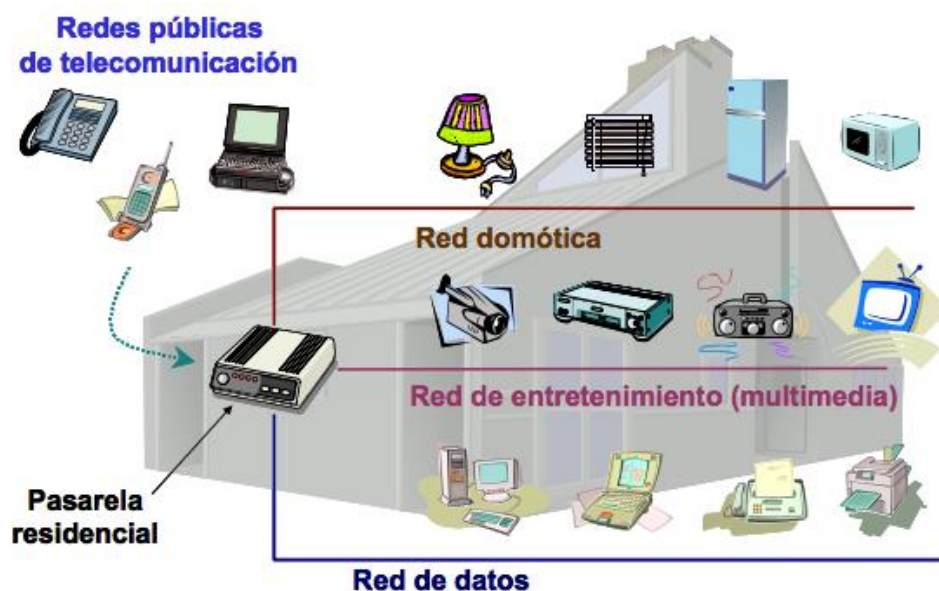 Redes públicas
de telecomunicación
Red domótica
Red de entretenimiento (multimedia)
Pasarela
residencial
Red de datos